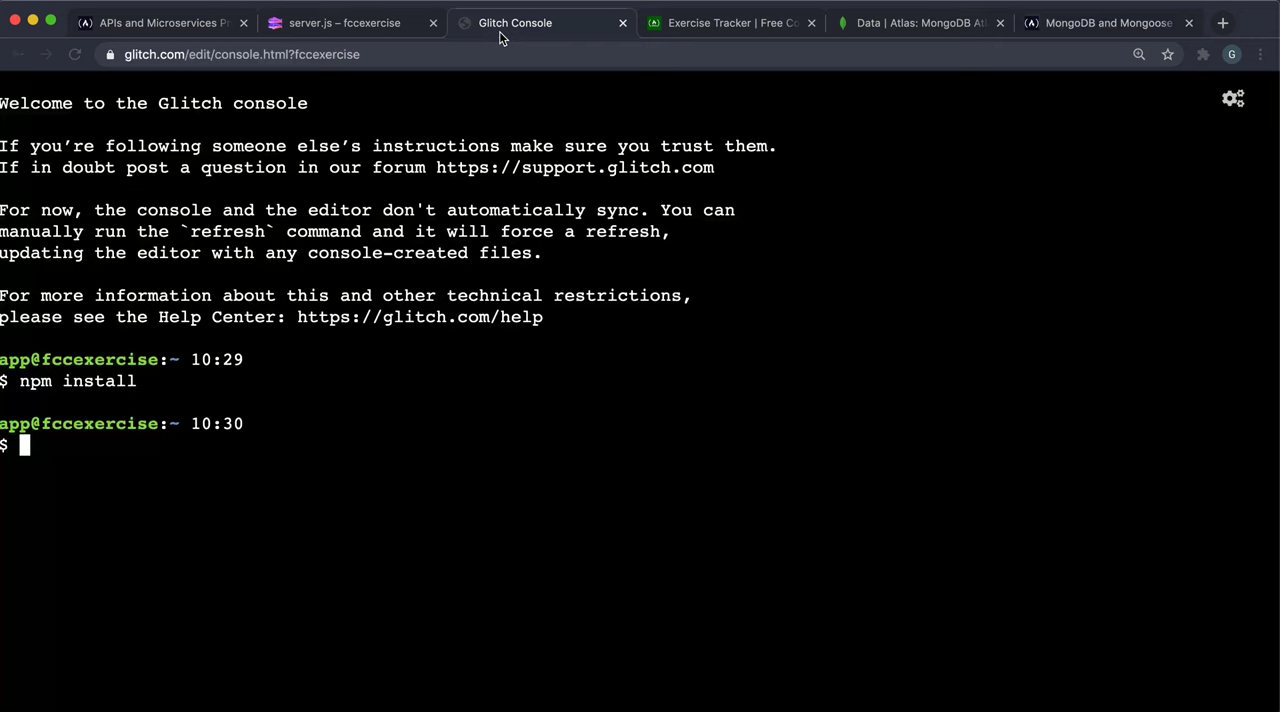 APIs and Microservices Pr
server.js – fccexercise
Glitch Console
Exercise Tracker | Free Co
Data | Atlas: MongoDB Atl
MongoDB and Mongoose
glitch.com/edit/console.html?fccexercise
G
Welcome to the Glitch console
If you’re following someone else’s instructions make sure you trust them.
If in doubt post a question in our forum https://support.glitch.com
For now, the console and the editor don't automatically sync. You can
manually run the `refresh` command and it will force a refresh,
updating the editor with any console-created files.
For more information about this and other technical restrictions,
please see the Help Center: https://glitch.com/help
app@fccexercise:~ 10:29
$ npm install
app@fccexercise:~ 10:30
$